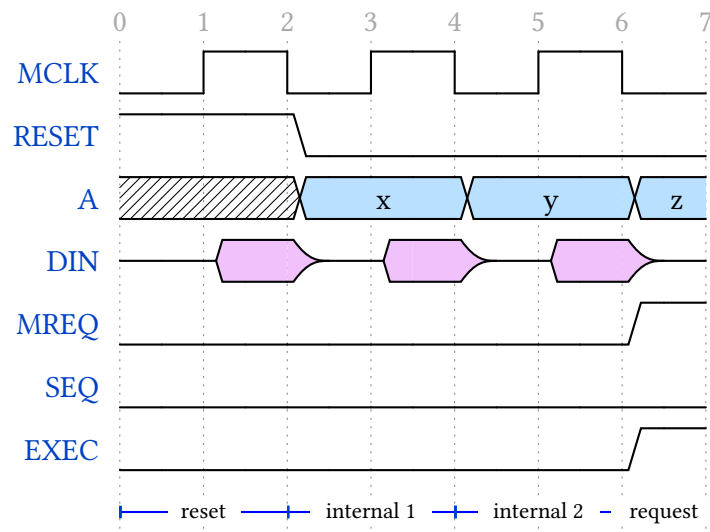 0 1 2 3 4 5 6 7
MCLK
RESET
A x y z
DIN
MREQ
SEQ
EXEC
reset internal 1 internal 2 request